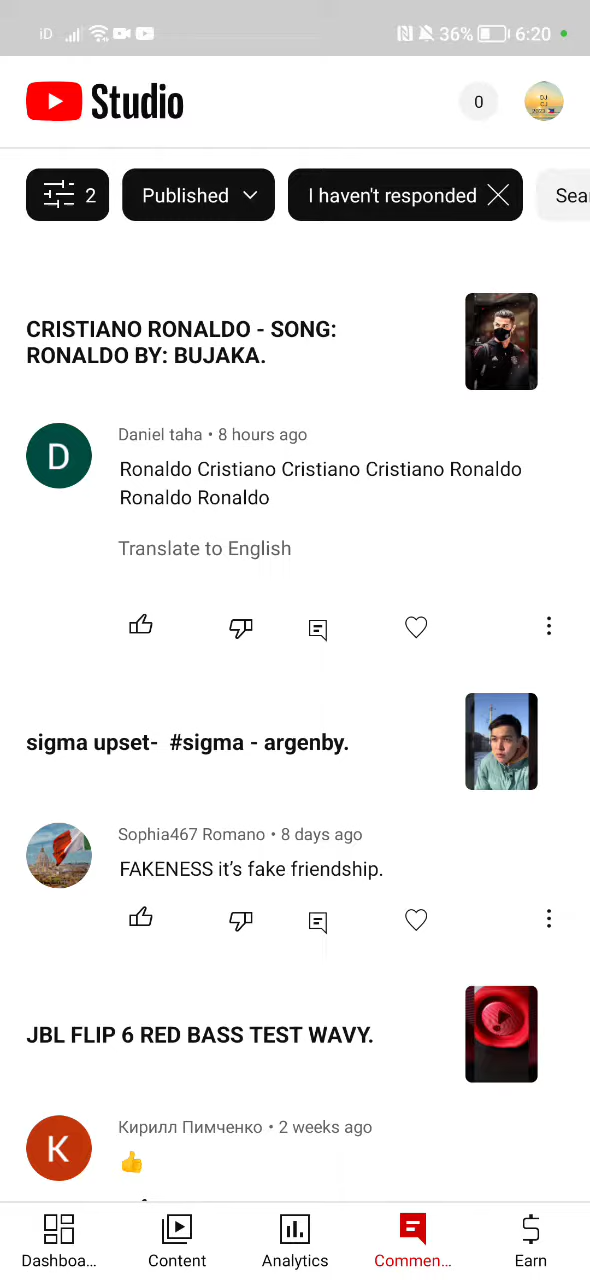 iD 36% 6:20
Studio
0
2 Published I haven't responded Sea
CRISTIANO RONALDO - SONG:
RONALDO BY: BUJAKA.
D
Daniel taha • 8 hours ago
Ronaldo Cristiano Cristiano Cristiano Ronaldo
Ronaldo Ronaldo
Translate to English
sigma upset- #sigma - argenby.
Sophia467 Romano • 8 days ago
FAKENESS it’s fake friendship.
JBL FLIP 6 RED BASS TEST WAVY.
К
Кирилл Пимченко • 2 weeks ago
👍
Dashboa... Content Analytics Commen... Earn